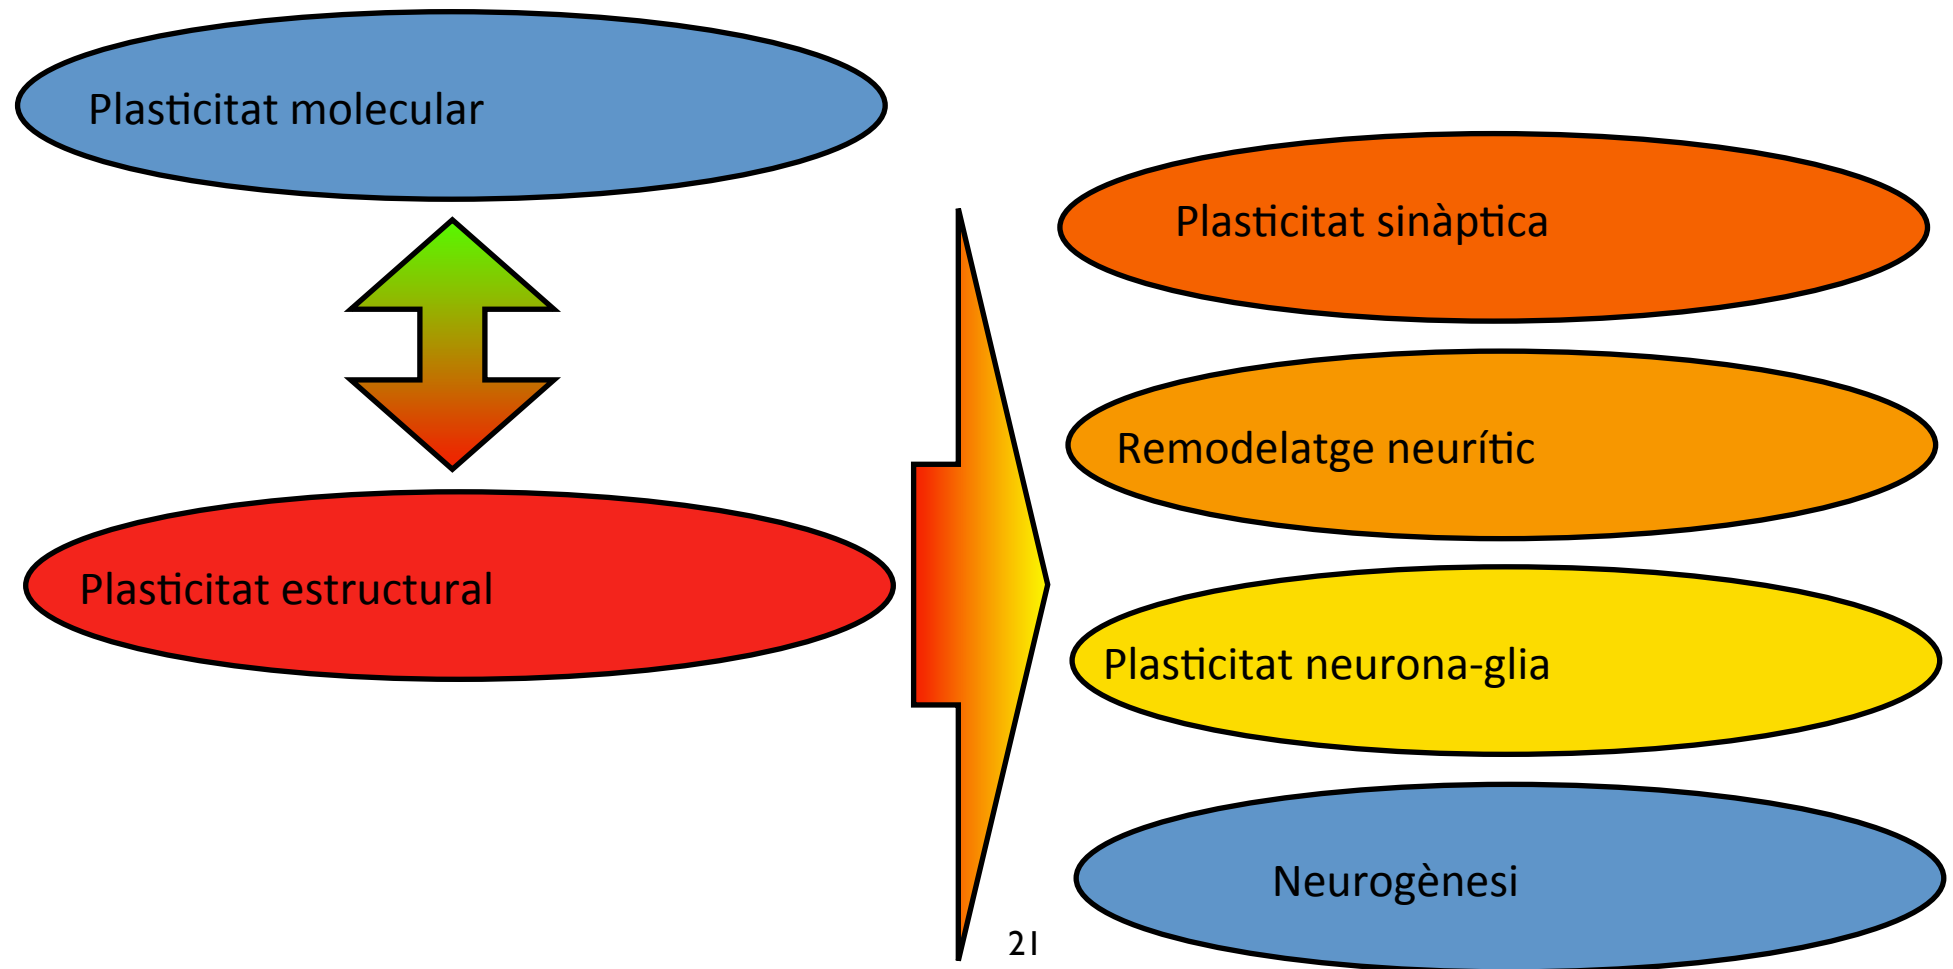 Plasticitat molecular
Plasticitat estructural
Plasticitat sinàptica
Remodelatge neurític
Plasticitat neurona-glia
Neurogènesi
21